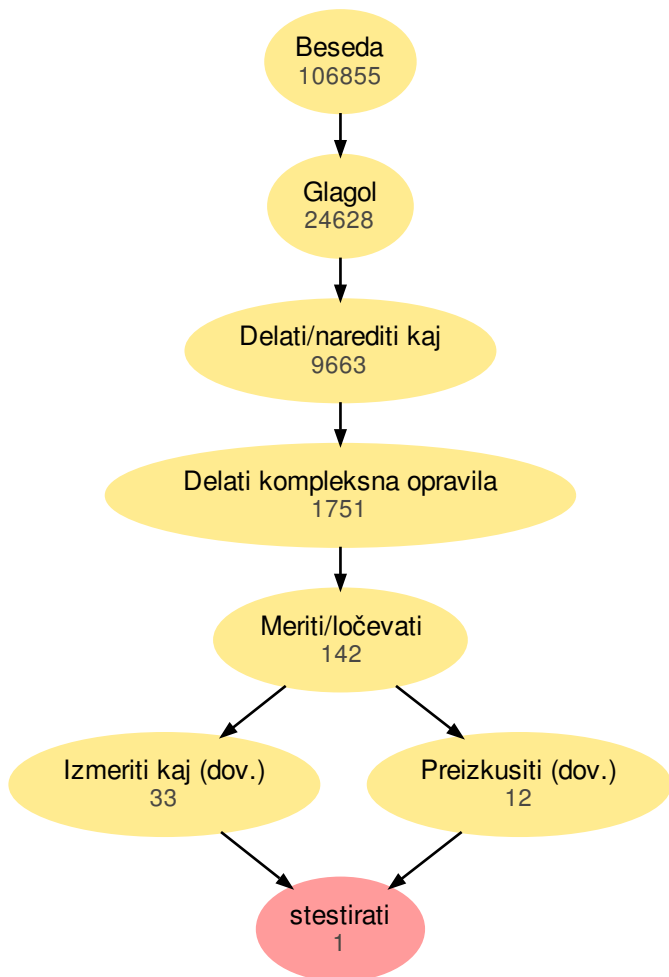 Beseda
106855
Glagol
24628
Delati/narediti kaj
9663
Delati kompleksna opravila
1751
Meriti/ločevati
142
Izmeriti kaj (dov.)
33
Preizkusiti (dov.)
12
stestirati
1